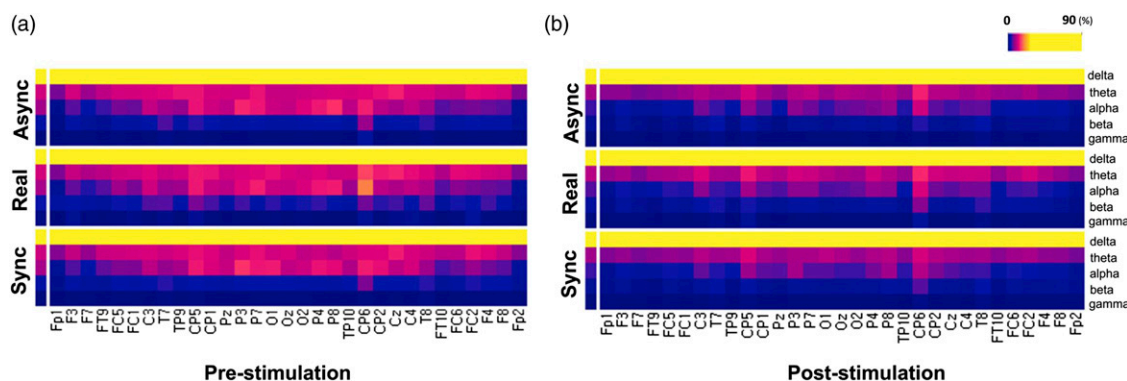 (a)
Async
Real
Sync
Fp1 F3 F7 FT9 FC5 FC1 C3 T7 TP9 CP5 CP1 Pz P3 P7 O1 Oz O2 P4 P8 TP10 CP6 CP2 Cz C4 T8 FT10 FC6 FC2 F4 F8 Fp2
Pre-stimulation
(b)
0 90 (%)
Async
delta
theta
alpha
beta
gamma
Real
delta
theta
alpha
beta
gamma
Sync
delta
theta
alpha
beta
gamma
Fp1 F3 F7 FT9 FC5 FC1 C3 T7 TP9 CP5 CP1 Pz P3 P7 O1 Oz O2 P4 P8 TP10 CP6 CP2 Cz C4 T8 FT10 FC6 FC2 F4 F8 Fp2
Post-stimulation